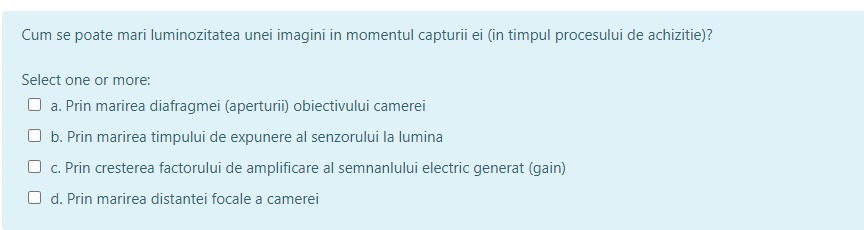 Cum se poate mari luminozitatea unei imagini in momentul capturii ei (in timpul procesului de achizitie)?
Select one or more:
a. Prin marirea diafragmei (aperturii) obiectivului camerei
b. Prin marirea timpului de expunere al senzorului la lumina
c. Prin cresterea factorului de amplificare al semnanlului electric generat (gain)
d. Prin marirea distantei focale a camerei